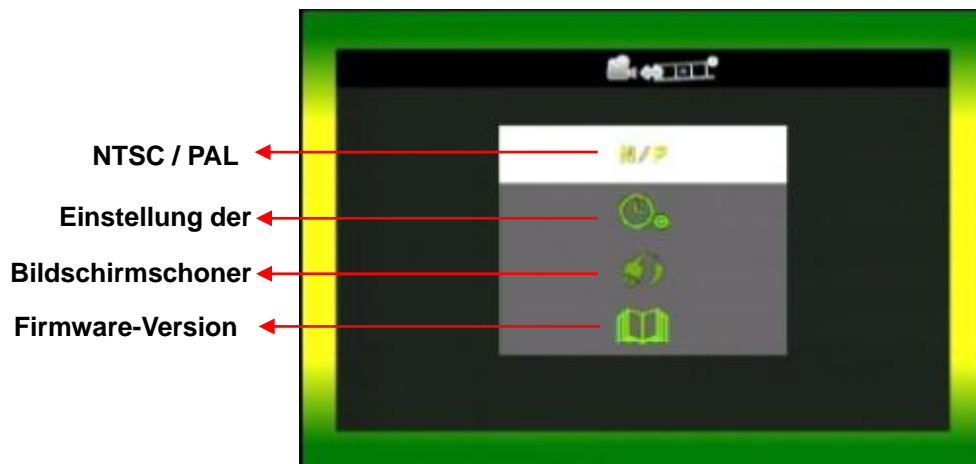 NTSC / PAL
N/P
Einstellung der
Bildschirmschoner
Firmware-Version